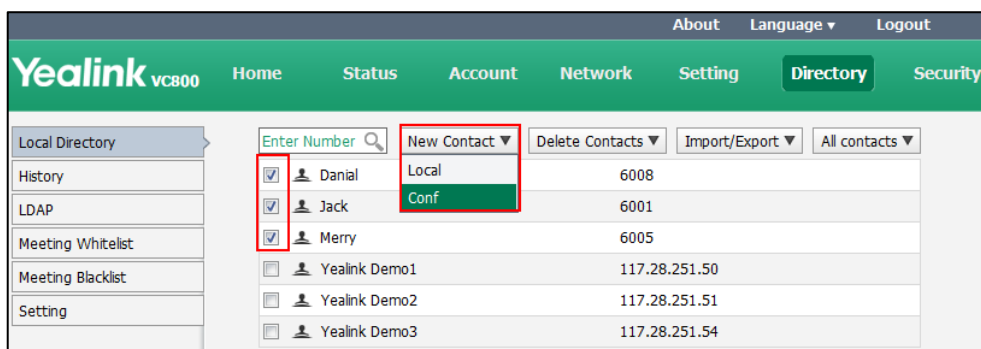 About Language ▾ Logout
Yealink VC800 Home Status Account Network Setting Directory Security
Local Directory Enter Number New Contact ▼ Delete Contacts ▼ Import/Export ▼ All contacts ▼
History Danial Local 6008
LDAP Jack Conf 6001
Meeting Whitelist Merry 6005
Meeting Blacklist Yealink Demo1 117.28.251.50
Setting Yealink Demo2 117.28.251.51
Yealink Demo3 117.28.251.54